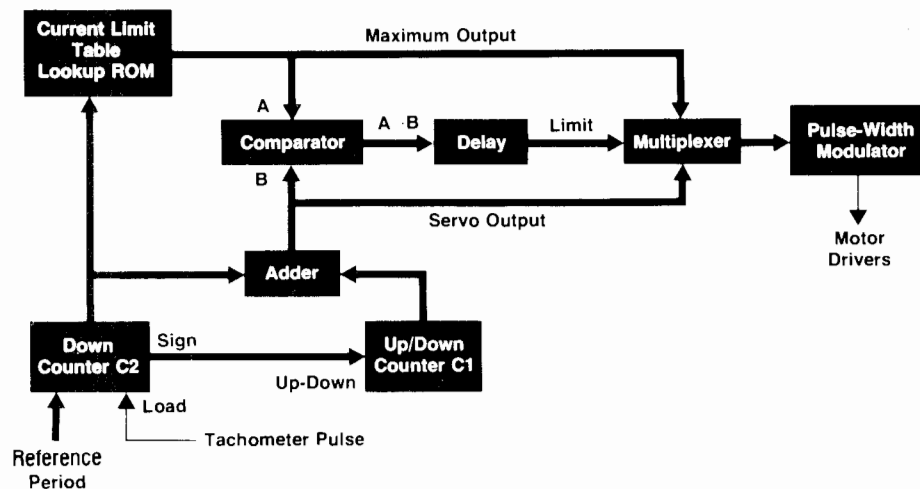 Current Limit
Table
Lookup ROM
Maximum Output
A
Comparator
A B
Delay
Limit
Multiplexer
Pulse-Width
Modulator
B
Servo Output
Motor
Drivers
Adder
Down
Counter C2
Sign
Up-Down
Up/Down
Counter C1
Load
Tachometer Pulse
Reference
Period